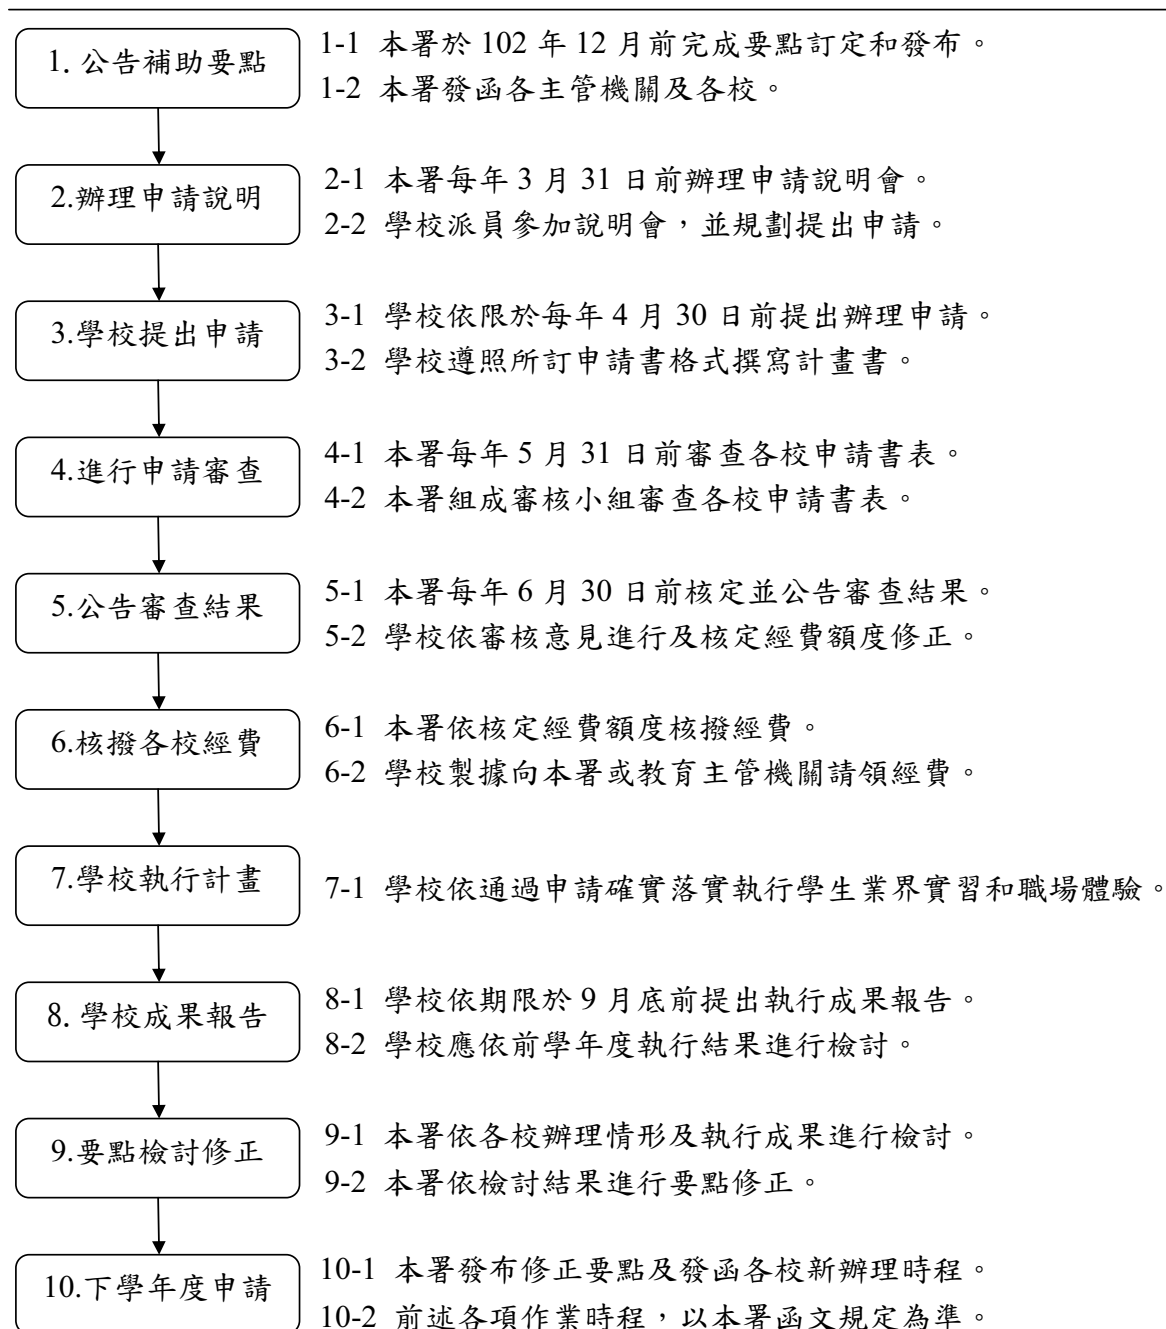 1. 公告補助要點
1-1 本署於 102 年 12 月前完成要點訂定和發布。
1-2 本署發函各主管機關及各校。
2.辦理申請說明
2-1 本署每年 3 月 31 日前辦理申請說明會。
2-2 學校派員參加說明會，並規劃提出申請。
3.學校提出申請
3-1 學校依限於每年 4 月 30 日前提出辦理申請。
3-2 學校遵照所訂申請書格式撰寫計畫書。
4.進行申請審查
4-1 本署每年 5 月 31 日前審查各校申請書表。
4-2 本署組成審核小組審查各校申請書表。
5.公告審查結果
5-1 本署每年 6 月 30 日前核定並公告審查結果。
5-2 學校依審核意見進行及核定經費額度修正。
6.核撥各校經費
6-1 本署依核定經費額度核撥經費。
6-2 學校製據向本署或教育主管機關請領經費。
7.學校執行計畫
7-1 學校依通過申請確實落實執行學生業界實習和職場體驗。
8. 學校成果報告
8-1 學校依期限於 9 月底前提出執行成果報告。
8-2 學校應依前學年度執行結果進行檢討。
9.要點檢討修正
9-1 本署依各校辦理情形及執行成果進行檢討。
9-2 本署依檢討結果進行要點修正。
10.下學年度申請
10-1 本署發布修正要點及發函各校新辦理時程。
10-2 前述各項作業時程，以本署函文規定為準。